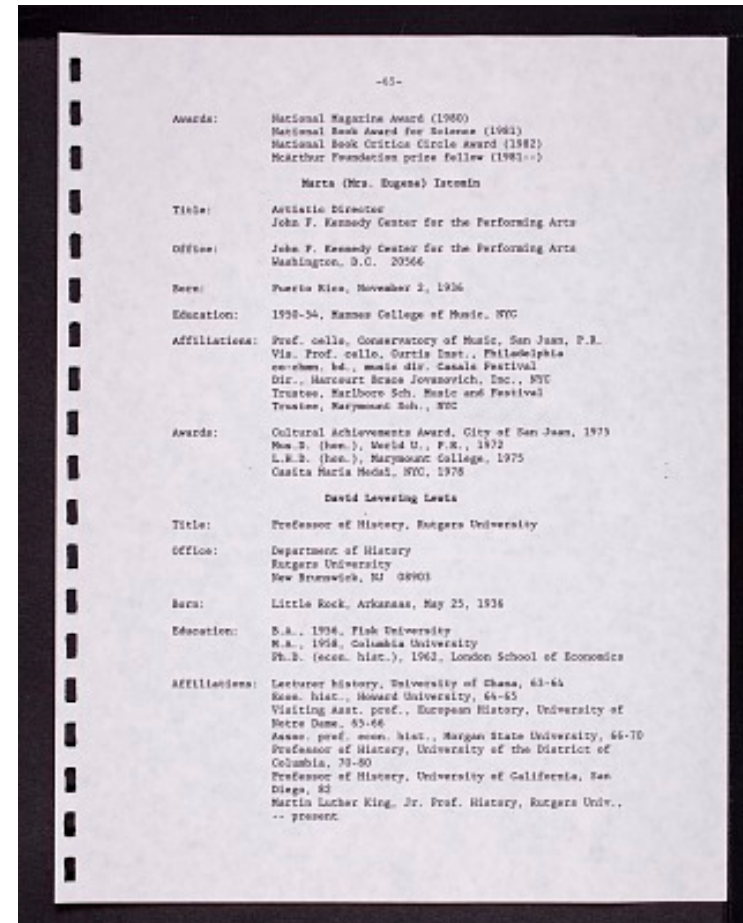 -65-
Awards: National Magazine Award (1980)
National Book Award for Science (1981)
National Book Critics Circle Award (1982)
McArthur Foundation prize fellow (1981--)
Marta (Mrs. Eugene) Istomin
Title: Artistic Director
John F. Kennedy Center for the Performing Arts
Office: John F. Kennedy Center for the Performing Arts
Washington, D.C. 20566
Born: Puerto Rico, November 2, 1936
Education: 1950-54, Mannes College of Music, NYC
Affiliations: Prof. cello, Conservatory of Music, San Juan, P.R.
Vis. Prof. cello, Curtis Inst., Philadelphia
co-chmn. bd., music dir. Casals Festival
Dir., Harcourt Brace Jovanovich, Inc., NYC
Trustee, Marlboro Sch. Music and Festival
Trustee, Marymount Sch., NYC
Awards: Cultural Achievements Award, City of San Juan, 1975
Mus.D. (hon.), World U., P.R., 1972
L.H.D. (hon.), Marymount College, 1975
Casita Maria Medal, NYC, 1978
David Levering Lewis
Title: Professor of History, Rutgers University
Office: Department of History
Rutgers University
New Brunswick, NJ 08903
Born: Little Rock, Arkansas, May 25, 1936
Education: B.A., 1956, Fisk University
M.A., 1958, Columbia University
Ph.D. (econ. hist.), 1962, London School of Economics
Affiliations: Lecturer history, University of Ghana, 63-64
hist., Howard University, 64-65
Visiting Asst. prof., European History, University of
Notre Dame, 65-66
Assoc. prof. econ. hist., Morgan State University, 66-70
Professor of History, University of the District of
Columbia, 70-80
Professor of History, University of California, San
Diego, 82
Martin Luther King, Jr. Prof. History, Rutgers Univ.,
-- present